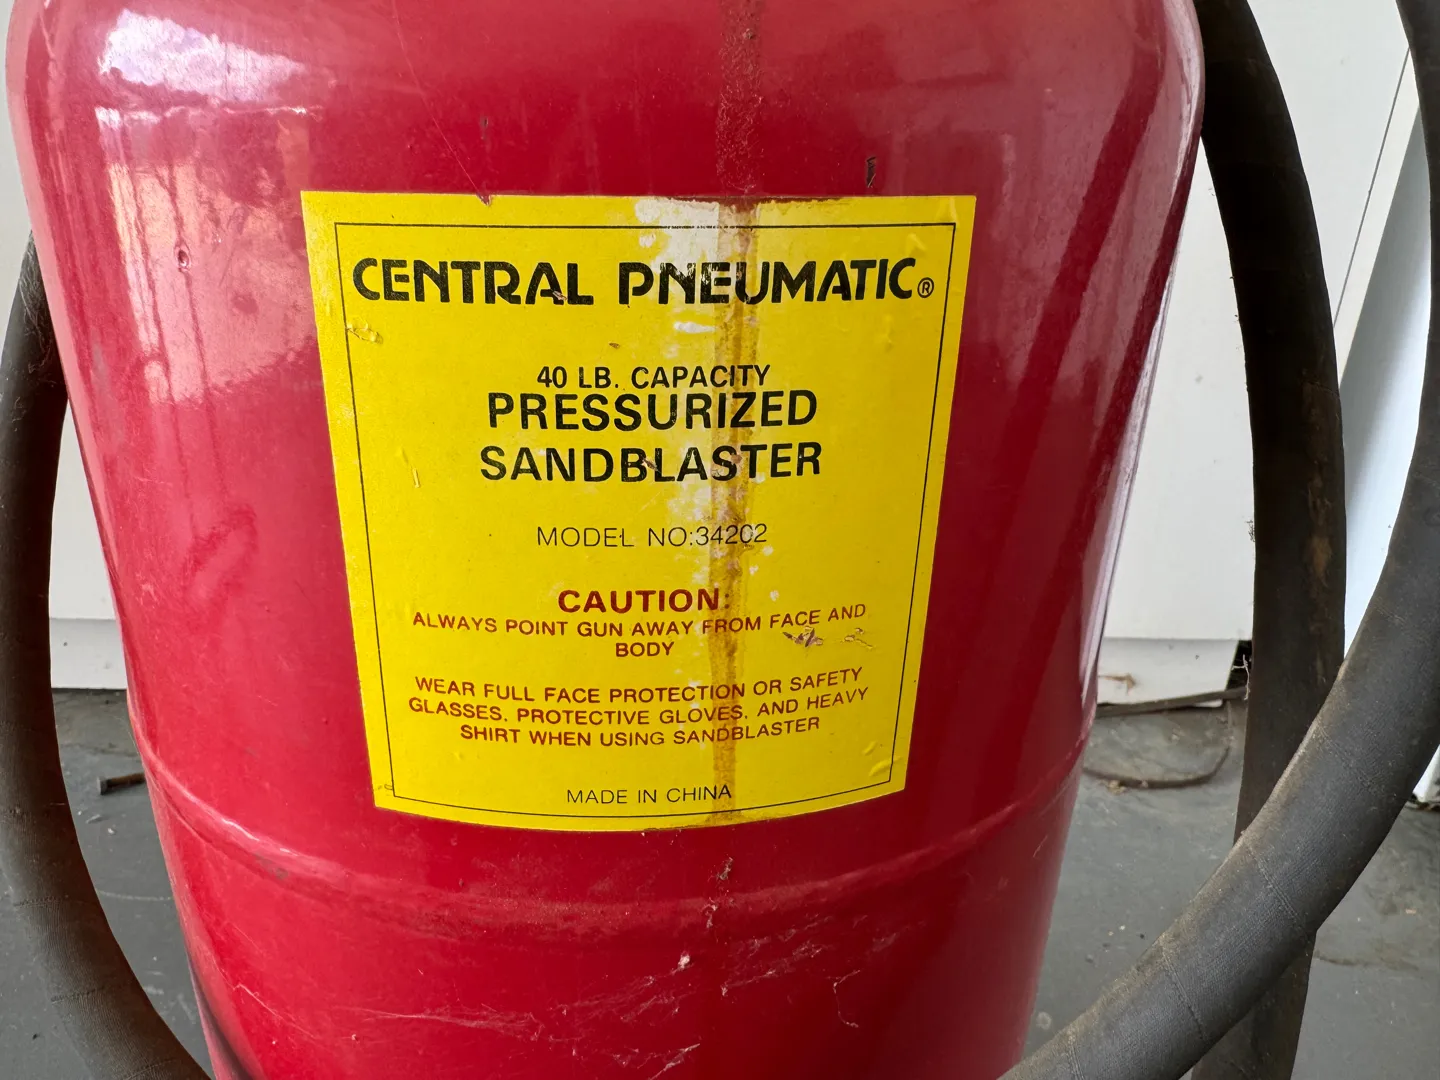 CENTRAL PNEUMATIC®
40 LB. CAPACITY
PRESSURIZED
SANDBLASTER
MODEL NO:34202
CAUTION:
ALWAYS POINT GUN AWAY FROM FACE AND
BODY
WEAR FULL FACE PROTECTION OR SAFETY
GLASSES, PROTECTIVE GLOVES, AND HEAVY
SHIRT WHEN USING SANDBLASTER
MADE IN CHINA